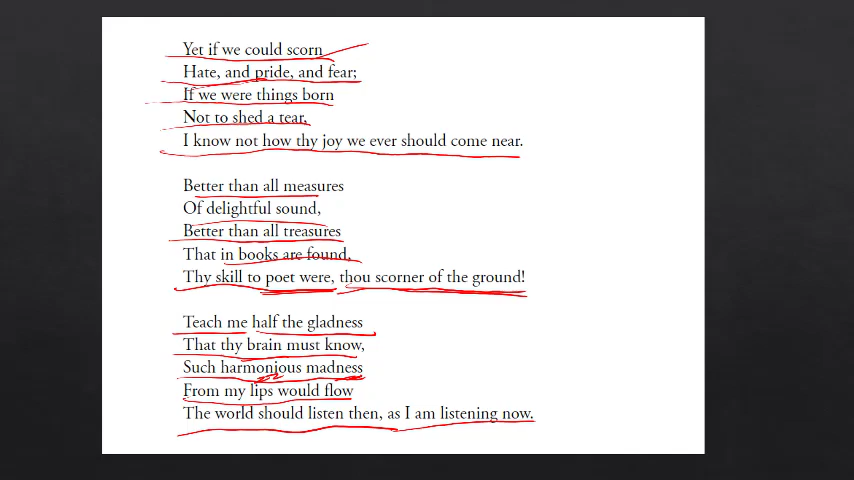 Yet if we could scorn
Hate, and pride, and fear;
If we were things born
Not to shed a tear,
I know not how thy joy we ever should come near.
Better than all measures
Of delightful sound,
Better than all treasures
That in books are found,
Thy skill to poet were, thou scorner of the ground!
Teach me half the gladness
That thy brain must know,
Such harmonious madness
From my lips would flow
The world should listen then, as I am listening now.